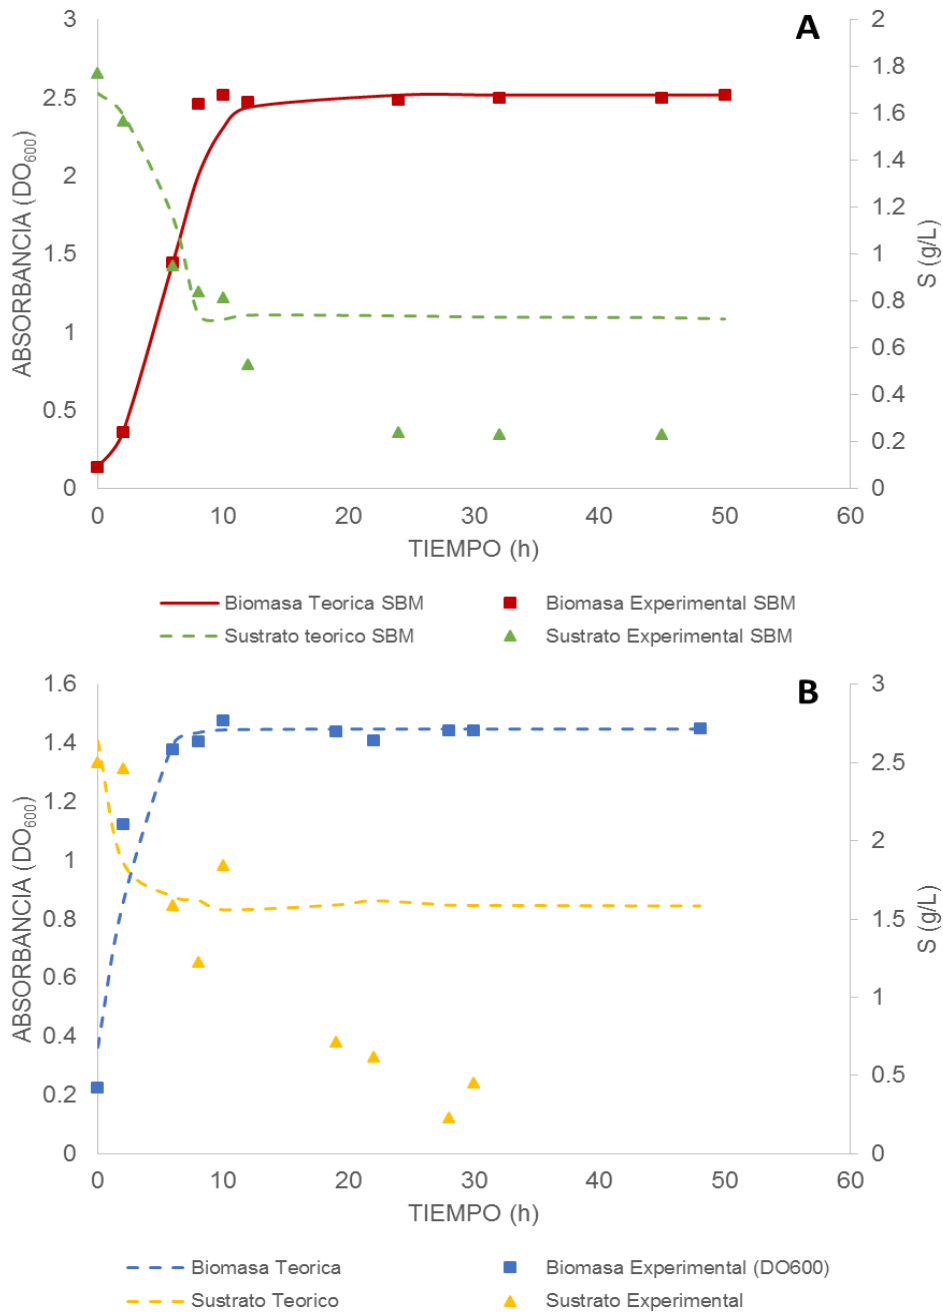 A
ABSORBANCIA (DO600)
3
2.5
2
1.5
1
0.5
0
S (g/L)
2
1.8
1.6
1.4
1.2
1
0.8
0.6
0.4
0.2
0
0 10 20 30 40 50 60
TIEMPO (h)
Biomasa Teorica SBM Biomasa Experimental SBM
Sustrato teorico SBM Sustrato Experimental SBM
B
ABSORBANCIA (DO600)
1.6
1.4
1.2
1
0.8
0.6
0.4
0.2
0
S (g/L)
3
2.5
2
1.5
1
0.5
0
0 10 20 30 40 50 60
TIEMPO (h)
Biomasa Teorica Biomasa Experimental (DO600)
Sustrato Teorico Sustrato Experimental